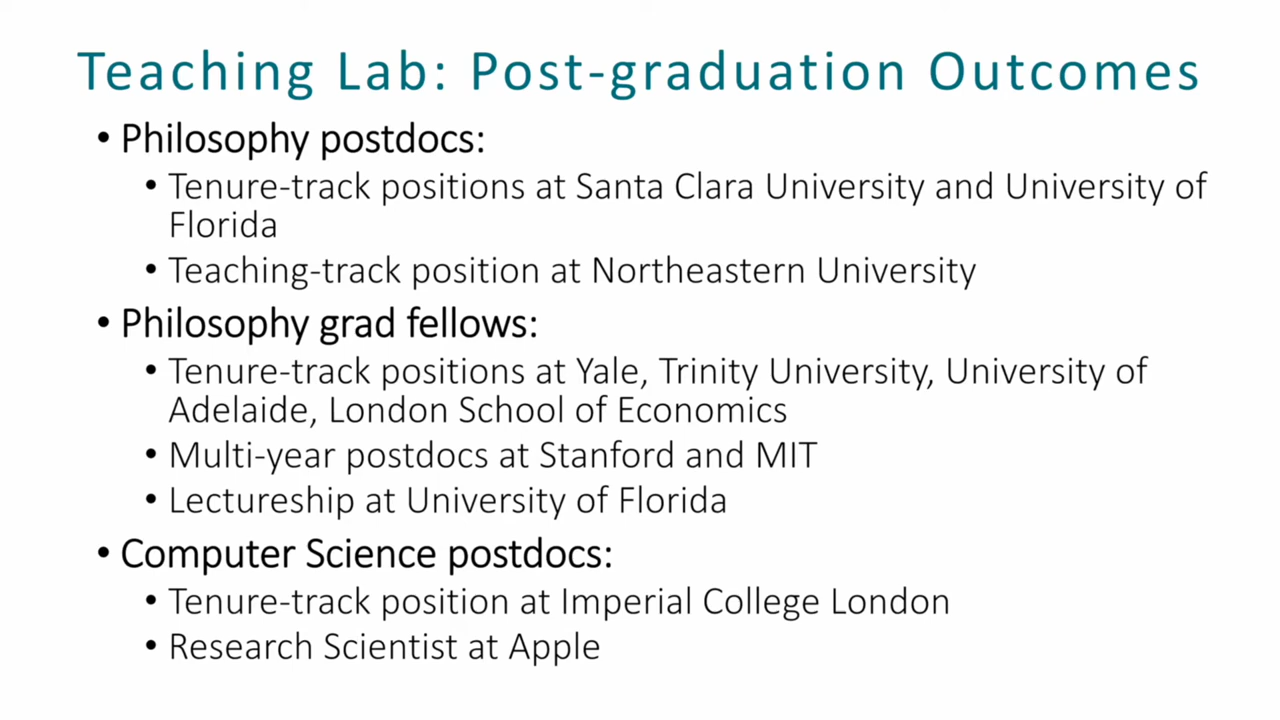 Teaching Lab: Post-graduation Outcomes
• Philosophy postdocs:
• Tenure-track positions at Santa Clara University and University of
Florida
• Teaching-track position at Northeastern University
• Philosophy grad fellows:
• Tenure-track positions at Yale, Trinity University, University of
Adelaide, London School of Economics
• Multi-year postdocs at Stanford and MIT
• Lectureship at University of Florida
• Computer Science postdocs:
• Tenure-track position at Imperial College London
• Research Scientist at Apple